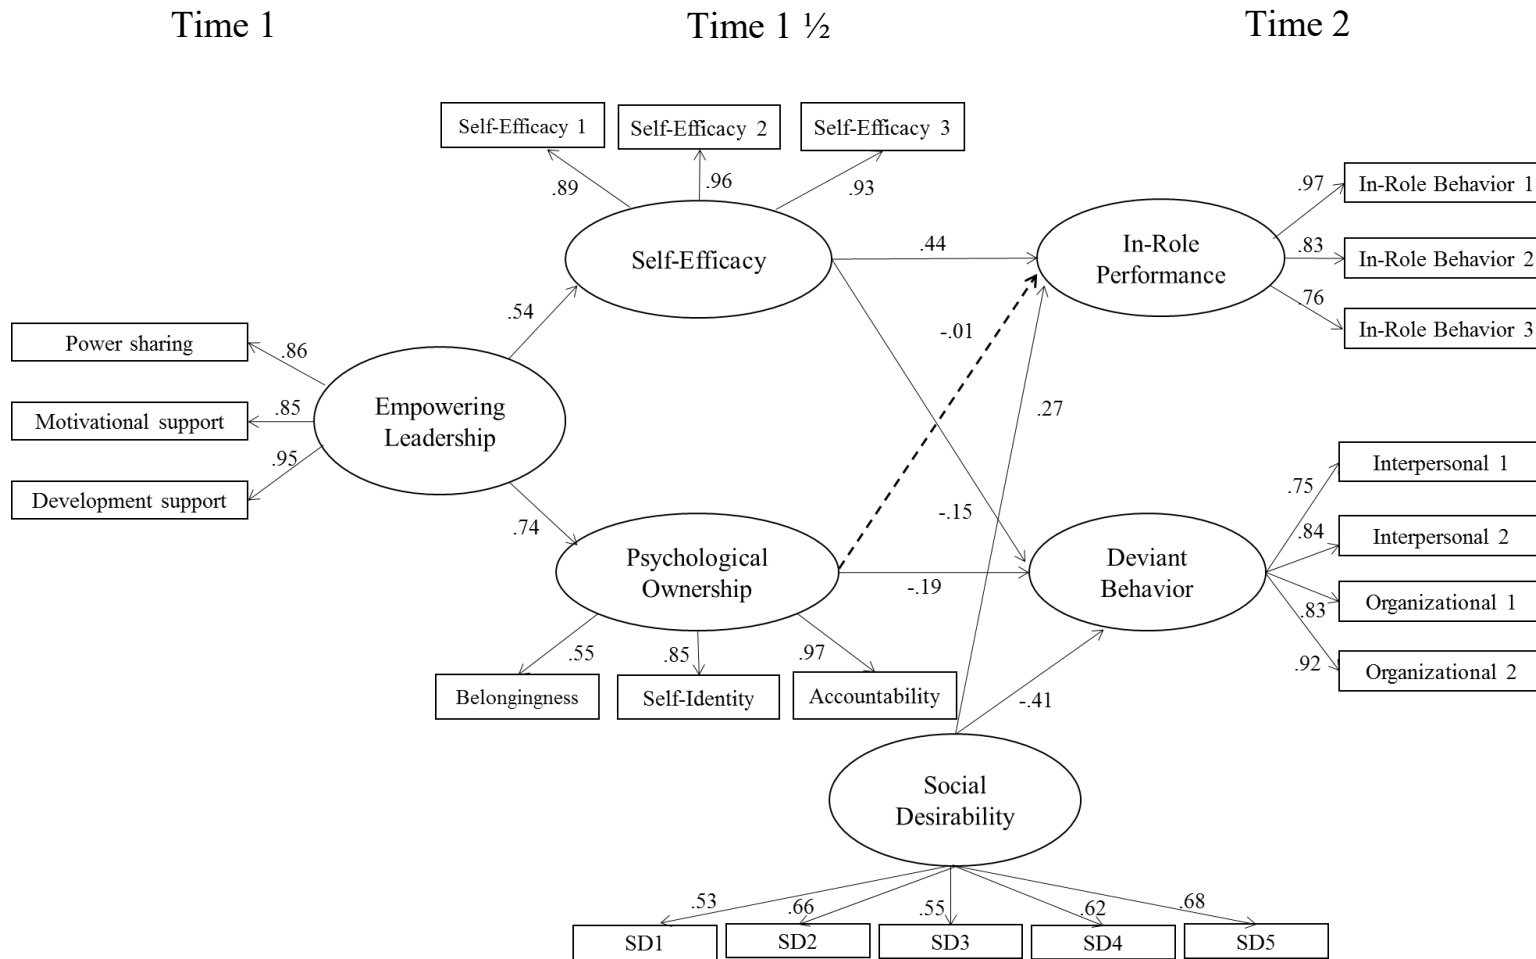 Time 1
Time 1 ½
Time 2
Self-Efficacy 1
Self-Efficacy 2
Self-Efficacy 3
.89
.96
.93
Self-Efficacy
.44
In-Role
Performance
.97
In-Role Behavior 1
.83
In-Role Behavior 2
.76
In-Role Behavior 3
.54
-.01
Power sharing
.86
Motivational support
.85
Development support
.95
Empowering
Leadership
.27
.74
-.15
Psychological
Ownership
-.19
Deviant
Behavior
.75
Interpersonal 1
.84
Interpersonal 2
.83
Organizational 1
.92
Organizational 2
.55
.85
.97
Belongingness
Self-Identity
Accountability
-.41
Social
Desirability
.53
.66
.55
.62
.68
SD1
SD2
SD3
SD4
SD5